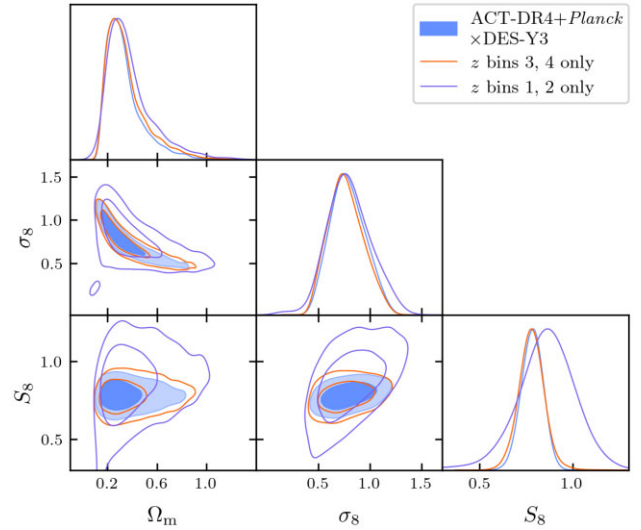 ACT-DR4+Planck
×DES-Y3
z bins 3, 4 only
z bins 1, 2 only
1.5
1.0
0.5
σ8
1.0
0.5
S8
0.2 0.6 1.0
0.5 1.0 1.5
0.5 1.0
Ωm
σ8
S8